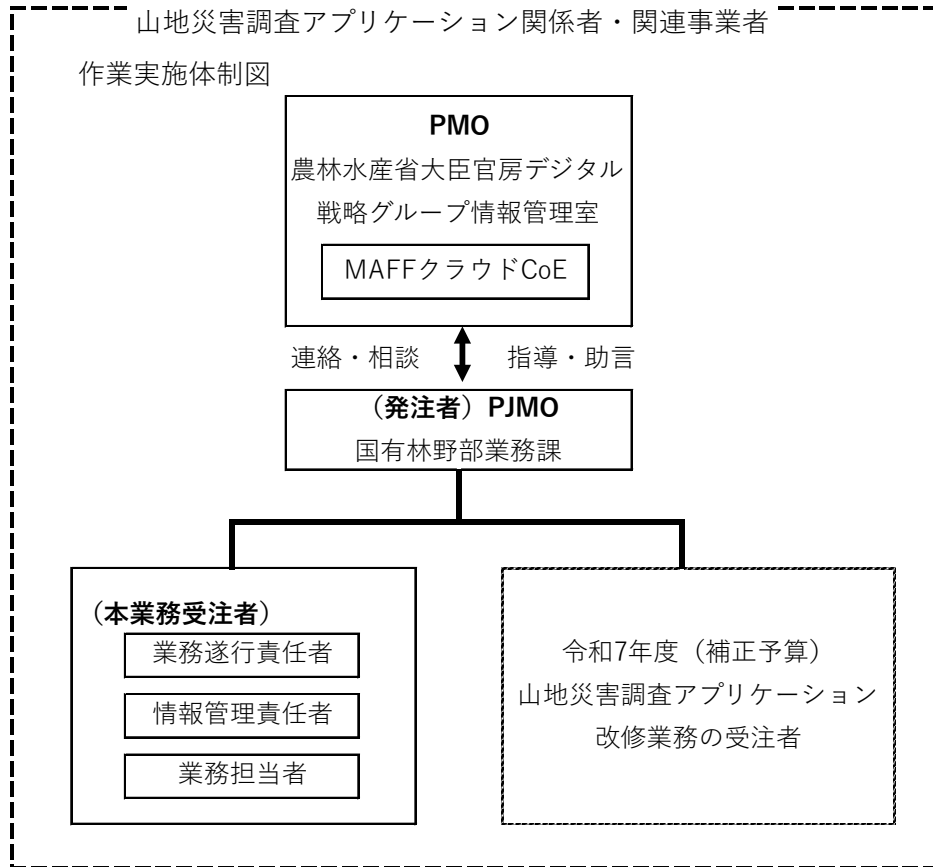 山地災害調査アプリケーション関係者・関連事業者
作業実施体制図
PMO
農林水産省大臣官房デジタル
戦略グループ情報管理室
MAFFクラウドCoE
連絡・相談
指導・助言
（発注者）PJMO
国有林野部業務課
（本業務受注者）
業務遂行責任者
情報管理責任者
業務担当者
令和7年度（補正予算）
山地災害調査アプリケーション
改修業務の受注者